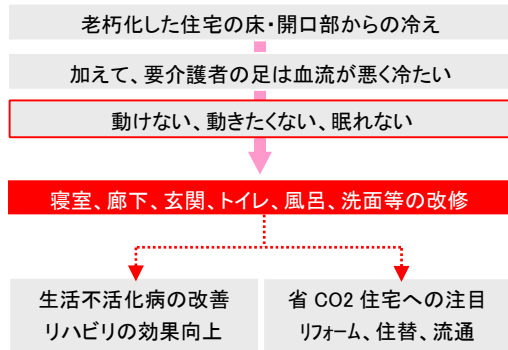 老朽化した住宅の床・開口部からの冷え
加えて、要介護者の足は血流が悪く冷たい
動けない、動きたくない、眠れない
寝室、廊下、玄関、トイレ、風呂、洗面等の改修
生活不活化病の改善
リハビリの効果向上
省 CO2 住宅への注目
リフォーム、住替、流通